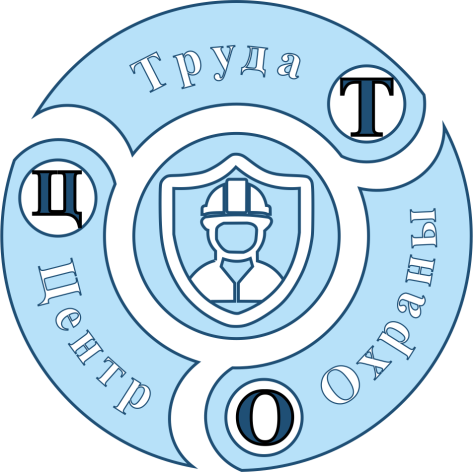 Ц
Центр
О
Охраны
Т
Труда